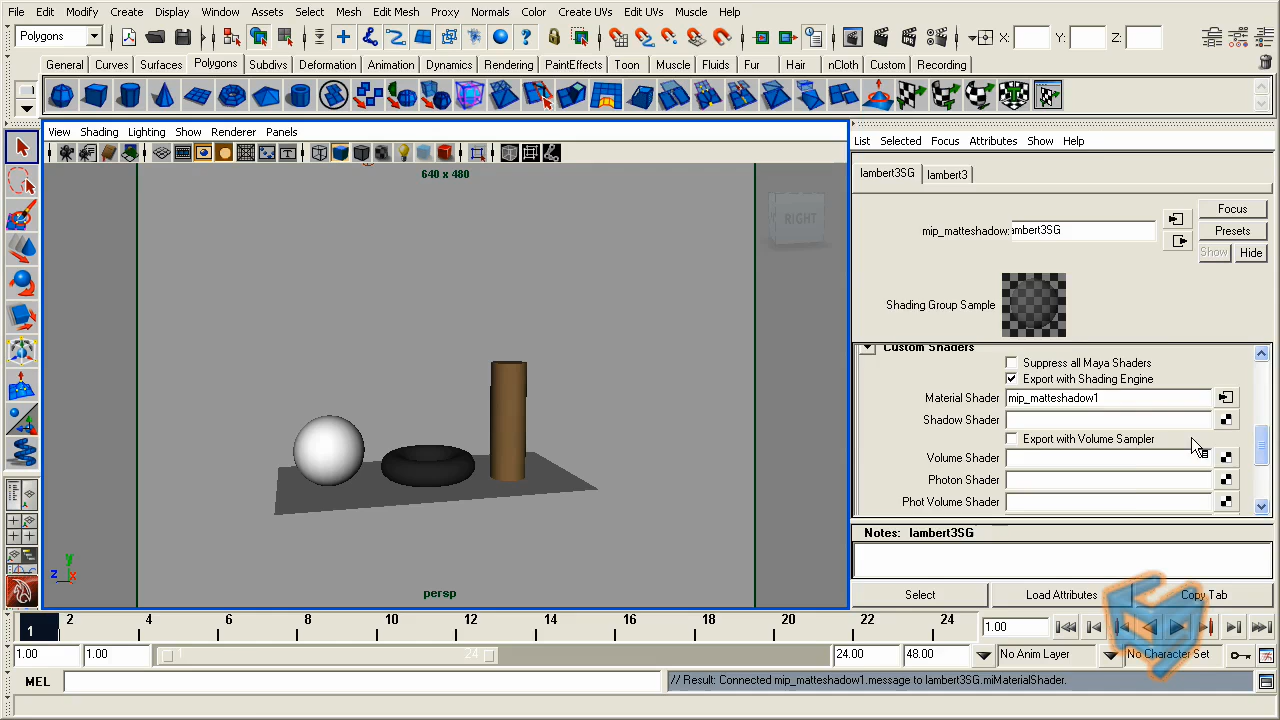 File Edit Modify Create Display Window Assets Select Mesh Edit Mesh Proxy Normals Color Create UVs Edit UVs Muscle Help
Polygons X: Y: Z:
General Curves Surfaces Polygons Subdivs Deformation Animation Dynamics Rendering PaintEffects Toon Muscle Fluids Fur Hair nCloth Custom Recording
View Shading Lighting Show Renderer Panels
List Selected Focus Attributes Show Help
640 x 480
lambert3SG lambert3
RIGHT
Focus
mip_matteshadow: ambert3SG
Presets
Show Hide
Shading Group Sample
Custom Shaders
Suppress all Maya Shaders
Export with Shading Engine
Material Shader mip_matteshadow1
Shadow Shader
Export with Volume Sampler
Volume Shader
Photon Shader
Phot Volume Shader
Notes: lambert3SG
y
z x
persp
Select Load Attributes Copy Tab
1 2 4 6 8 10 12 14 16 18 20 22 24 1.00
1.00 1.00 1 24 24.00 48.00 No Anim Layer No Character Set
MEL // Result: Connected mip_matteshadow1.message to lambert3SG.miMaterialShader.